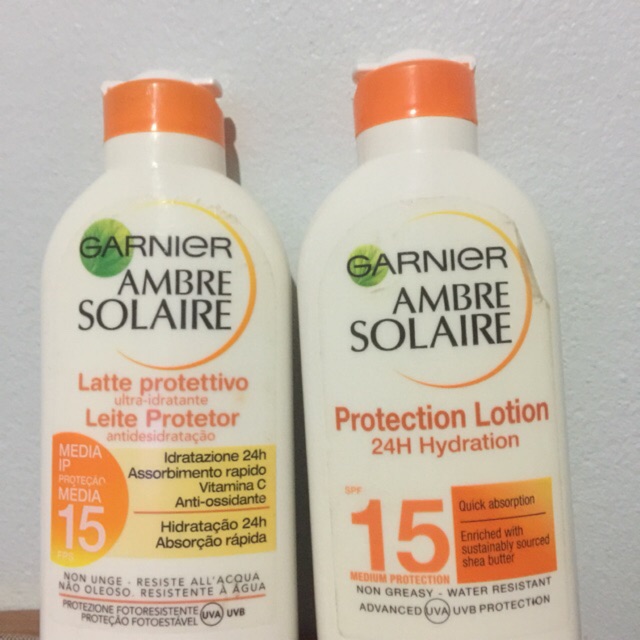 GARNIER
AMBRE
SOLAIRE
Latte protettivo
ultra-idratante
Leite Protetor
antidesidratação
MEDIA
IP
PROTEÇÃO
MÉDIA
15
Idratazione 24h
Assorbimento rapido
Vitamina C
Anti-ossidante
Hidratação 24h
Absorção rápida
NON UNGE - RESISTE ALL'ACQUA
NÃO OLEOSO. RESISTENTE À ÁGUA
PROTEZIONE FOTORESISTENTE
PROTEÇÃO FOTOESTÁVEL UVA UVB
GARNIER
AMBRE
SOLAIRE
Protection Lotion
24H Hydration
SPF
15
MEDIUM PROTECTION
Quick absorption
Enriched with
sustainably sourced
shea butter
NON GREASY - WATER RESISTANT
ADVANCED UVA UVB PROTECTION